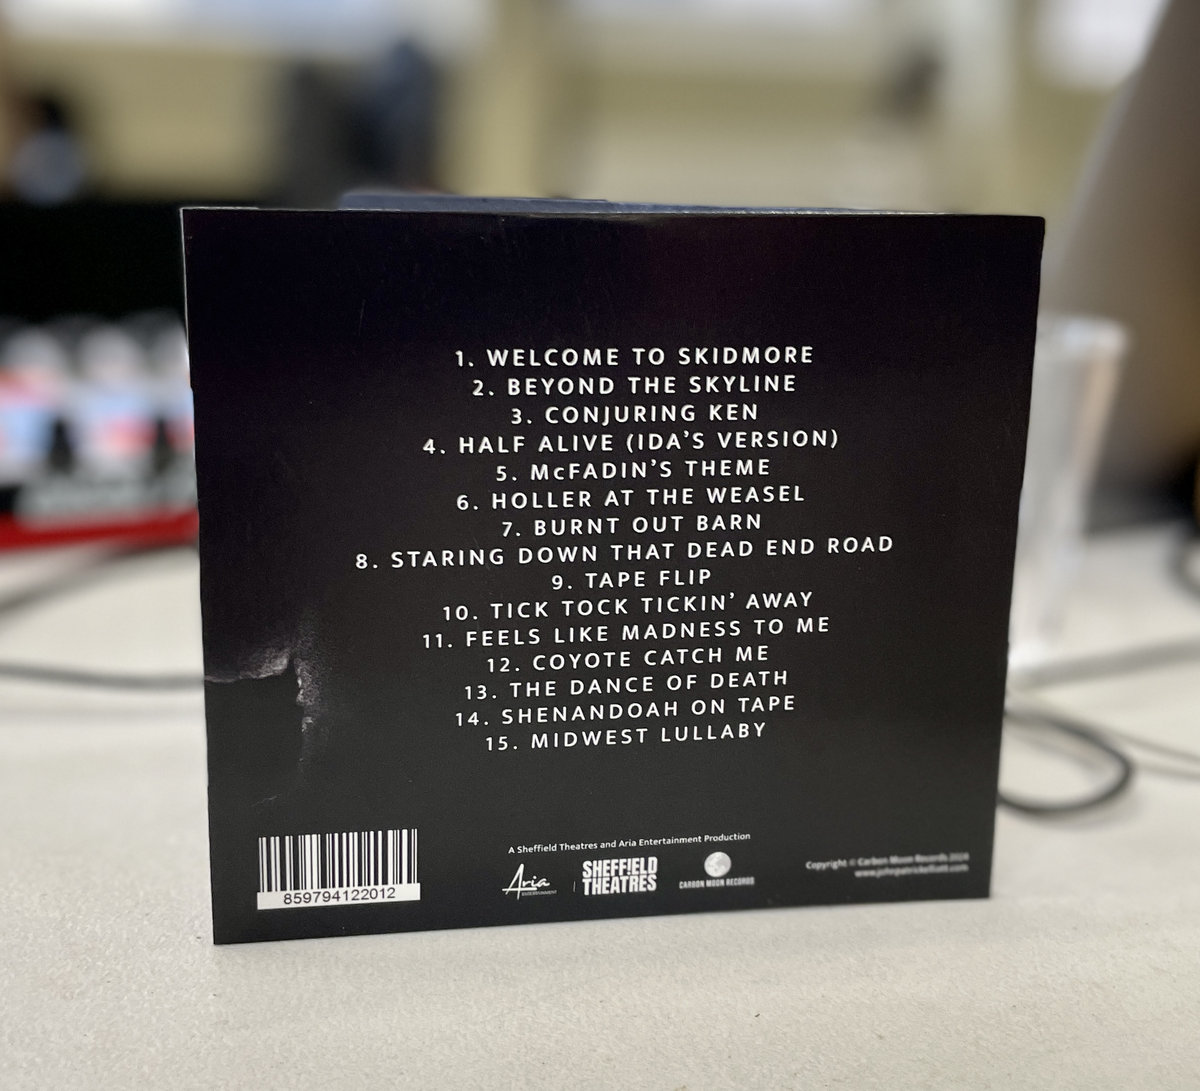 1. WELCOME TO SKIDMORE
2. BEYOND THE SKYLINE
3. CONJURING KEN
4. HALF ALIVE (IDA'S VERSION)
5. McFADIN'S THEME
6. HOLLER AT THE WEASEL
7. BURNT OUT BARN
8. STARING DOWN THAT DEAD END ROAD
9. TAPE FLIP
10. TICK TOCK TICKIN' AWAY
11. FEELS LIKE MADNESS TO ME
12. COYOTE CATCH ME
13. THE DANCE OF DEATH
14. SHENANDOAH ON TAPE
15. MIDWEST LULLABY
859794122012
A Sheffield Theatres and Aria Entertainment Production
Aria
ENTERTAINMENT
SHEFFIELD
THEATRES
CARBON MOON RECORDS
Copyright © Carbon Moon Records 2024
www.johnpatrickelliott.com